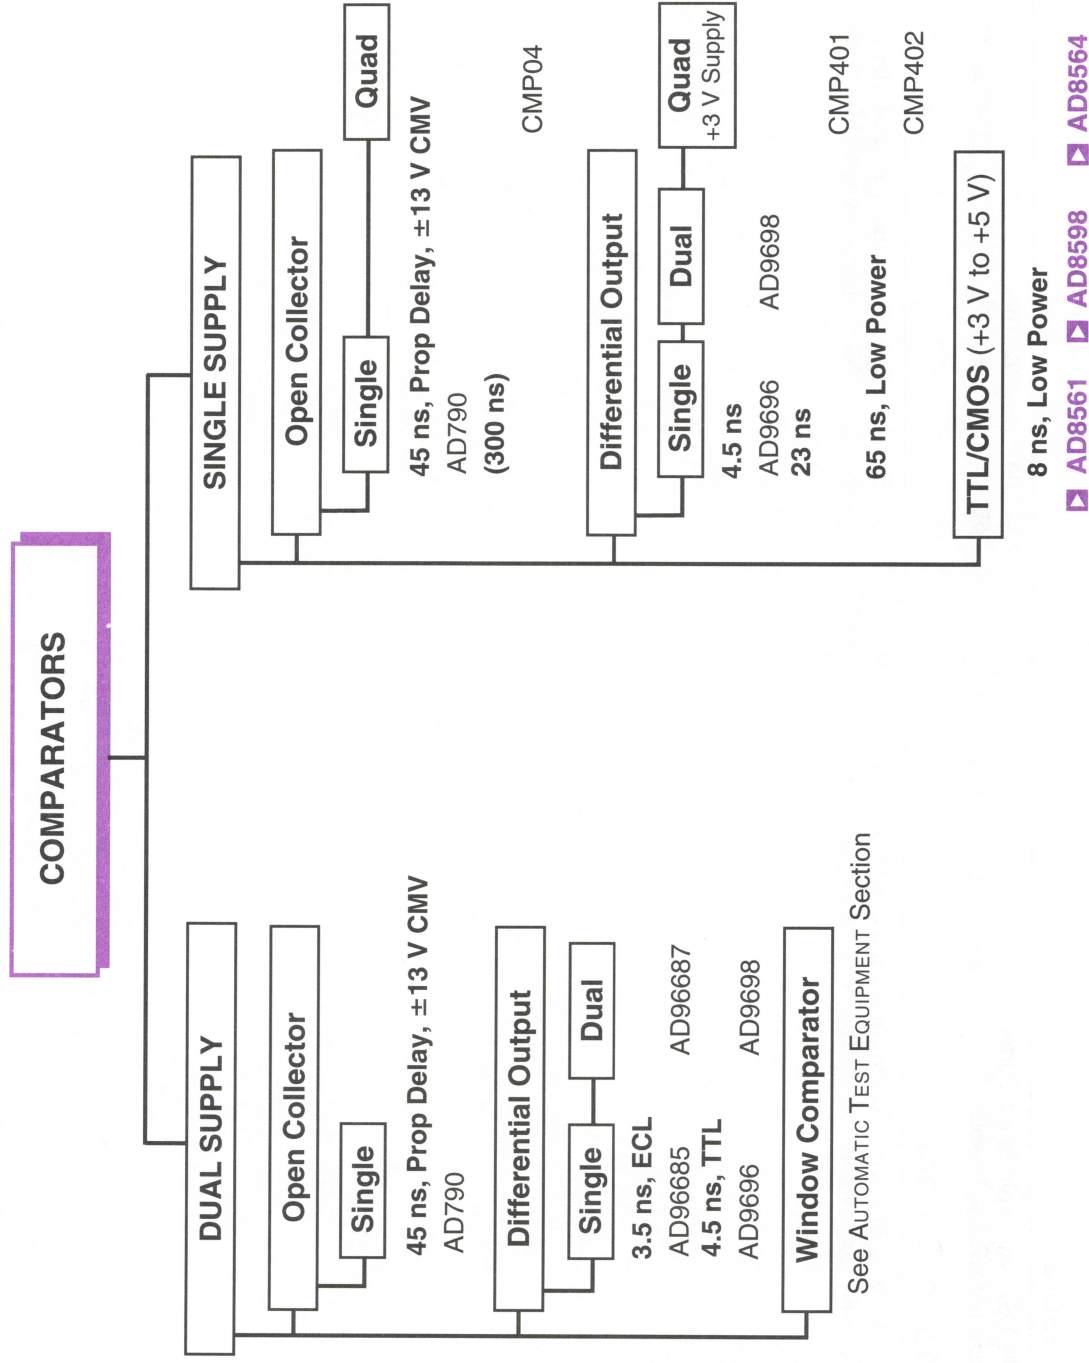 COMPARATORS
DUAL SUPPLY
Open Collector
Single
45 ns, Prop Delay, ±13 V CMV
AD790
Differential Output
Single
Dual
3.5 ns, ECL
AD96685 AD96687
4.5 ns, TTL
AD9696 AD9698
Window Comparator
See AUTOMATIC TEST EQUIPMENT Section
SINGLE SUPPLY
Open Collector
Single
Quad
45 ns, Prop Delay, ±13 V CMV
AD790
(300 ns)
CMP04
Differential Output
Single
Dual
Quad
+3 V Supply
4.5 ns
AD9696 AD9698
23 ns
CMP401
65 ns, Low Power
CMP402
TTL/CMOS (+3 V to +5 V)
8 ns, Low Power
AD8561 AD8598 AD8564